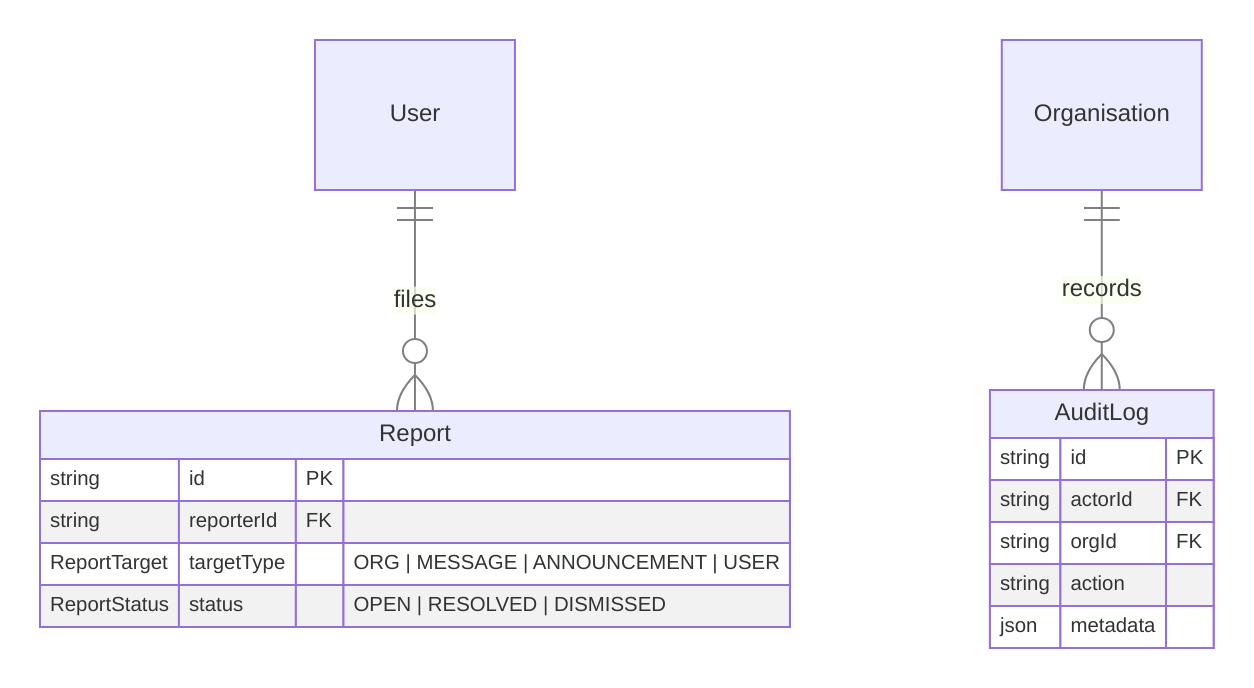 User
Organisation
files
records
Report
string id PK
string reporterId FK
ReportTarget targetType ORG | MESSAGE | ANNOUNCEMENT | USER
ReportStatus status OPEN | RESOLVED | DISMISSED
AuditLog
string id PK
string actorId FK
string orgId FK
string action
json metadata